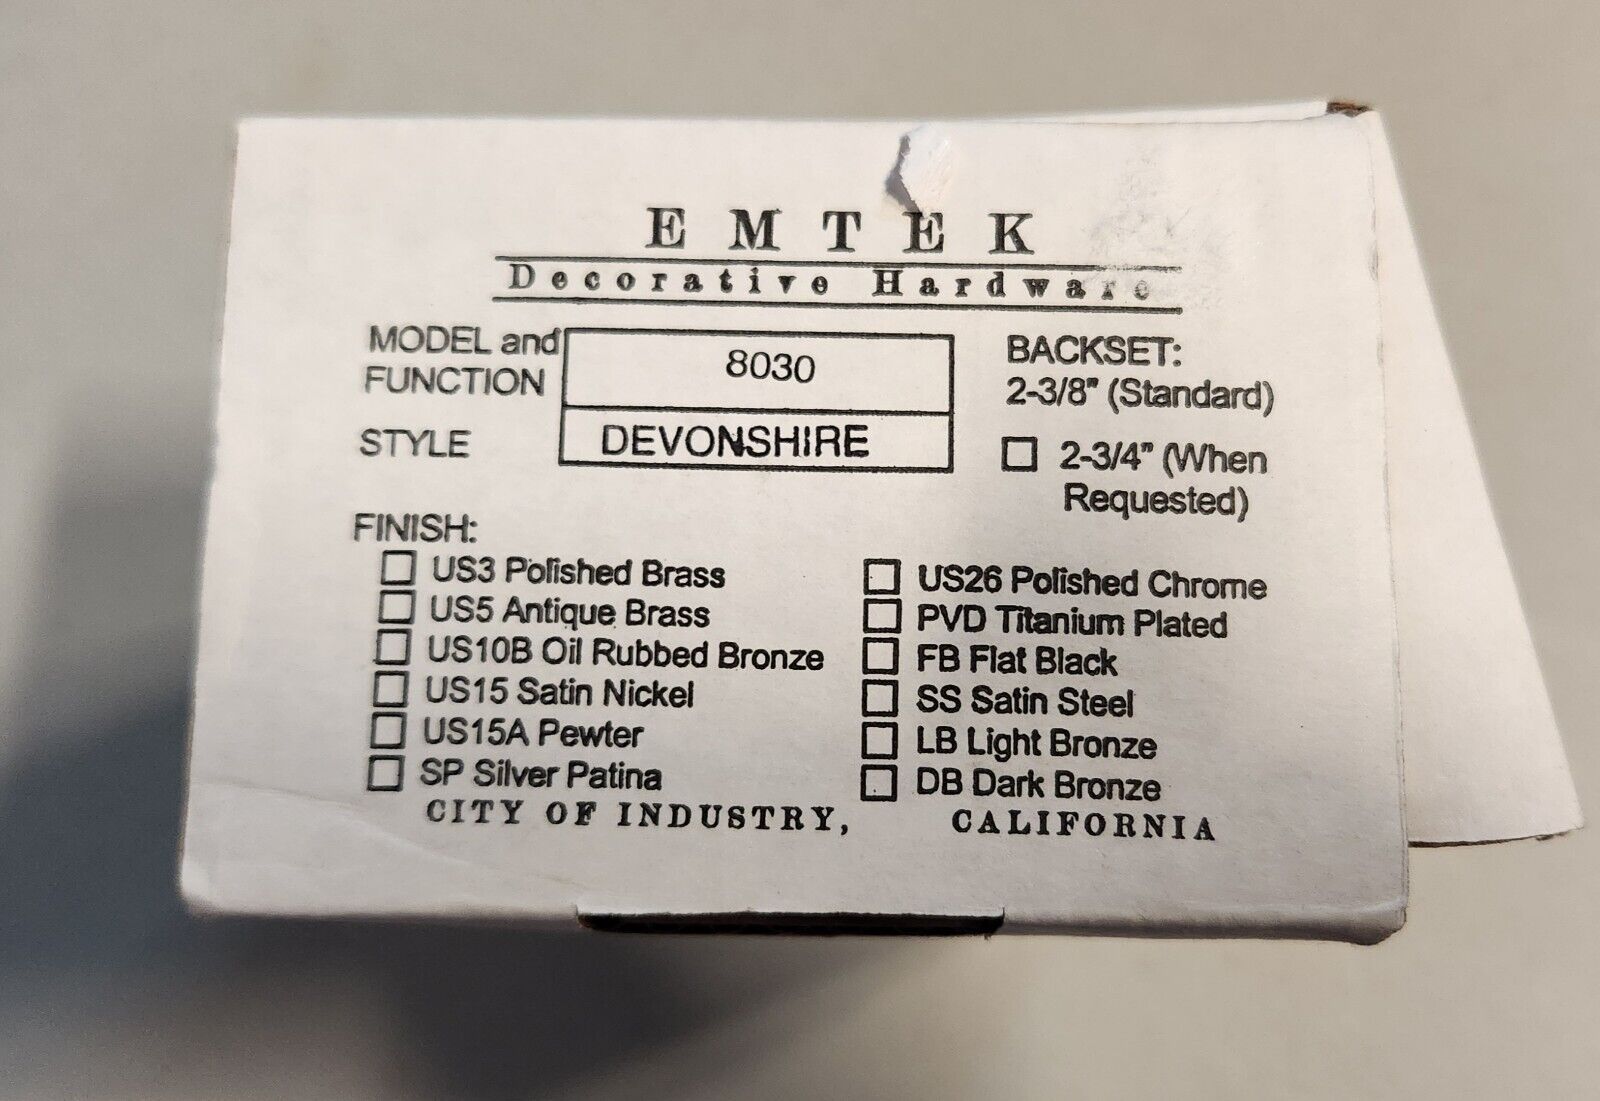 EMTEK
Decorative Hardware
MODEL and FUNCTION
8030
STYLE
DEVONSHIRE
BACKSET:
2-3/8" (Standard)
2-3/4" (When Requested)
FINISH:
US3 Polished Brass
US5 Antique Brass
US10B Oil Rubbed Bronze
US15 Satin Nickel
US15A Pewter
SP Silver Patina
US26 Polished Chrome
PVD Titanium Plated
FB Flat Black
SS Satin Steel
LB Light Bronze
DB Dark Bronze
CITY OF INDUSTRY, CALIFORNIA